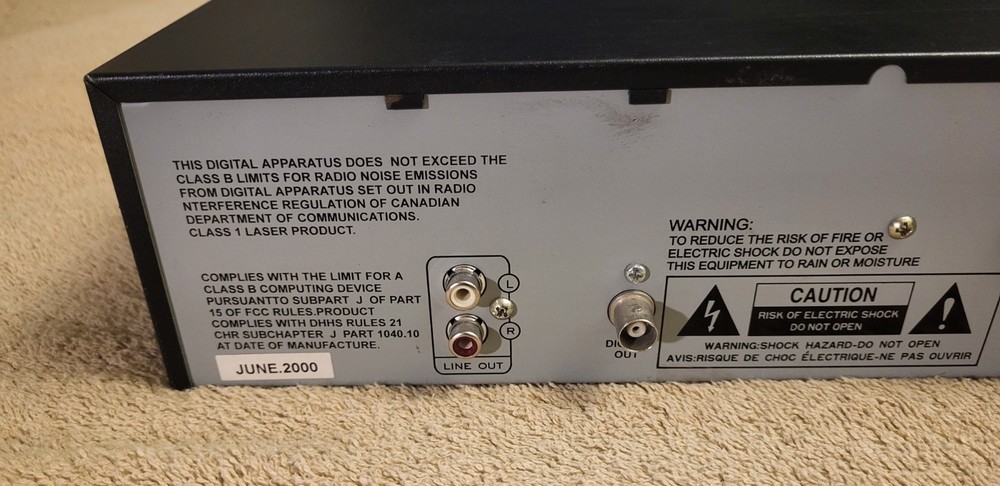 THIS DIGITAL APPARATUS DOES NOT EXCEED THE
CLASS B LIMITS FOR RADIO NOISE EMISSIONS
FROM DIGITAL APPARATUS SET OUT IN RADIO
NTERFERENCE REGULATION OF CANADIAN
DEPARTMENT OF COMMUNICATIONS.
CLASS 1 LASER PRODUCT.
COMPLIES WITH THE LIMIT FOR A
CLASS B COMPUTING DEVICE
PURSUANTTO SUBPART J OF PART
15 OF FCC RULES.PRODUCT
COMPLIES WITH DHHS RULES 21
CHR SUBCHAPTER J PART 1040.10
AT DATE OF MANUFACTURE.
JUNE.2000
L
R
LINE OUT
OUT
WARNING:
TO REDUCE THE RISK OF FIRE OR
ELECTRIC SHOCK DO NOT EXPOSE
THIS EQUIPMENT TO RAIN OR MOISTURE
CAUTION
RISK OF ELECTRIC SHOCK
DO NOT OPEN
WARNING:SHOCK HAZARD-DO NOT OPEN
AVIS:RISQUE DE CHOC ÉLECTRIQUE-NE PAS OUVRIR